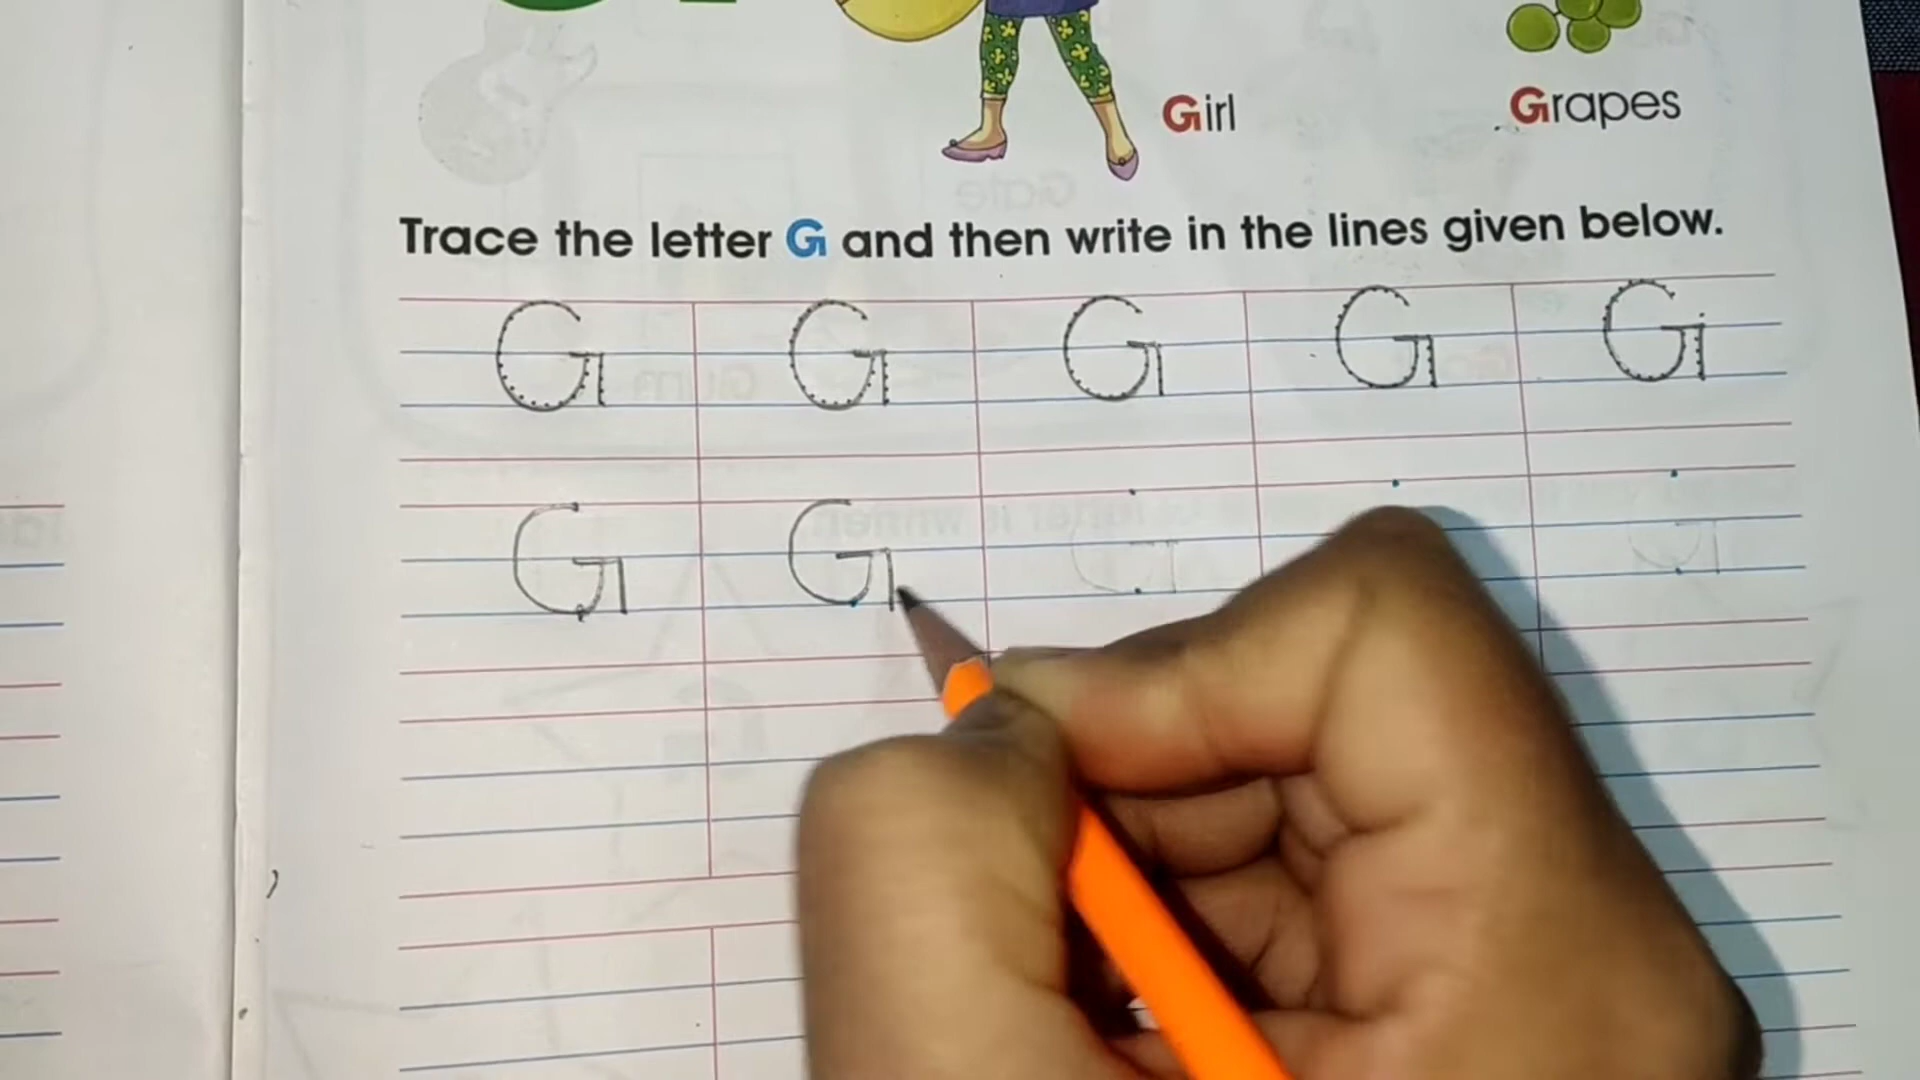 Girl
Grapes
Trace the letter G and then write in the lines given below.
G G G G G
G G